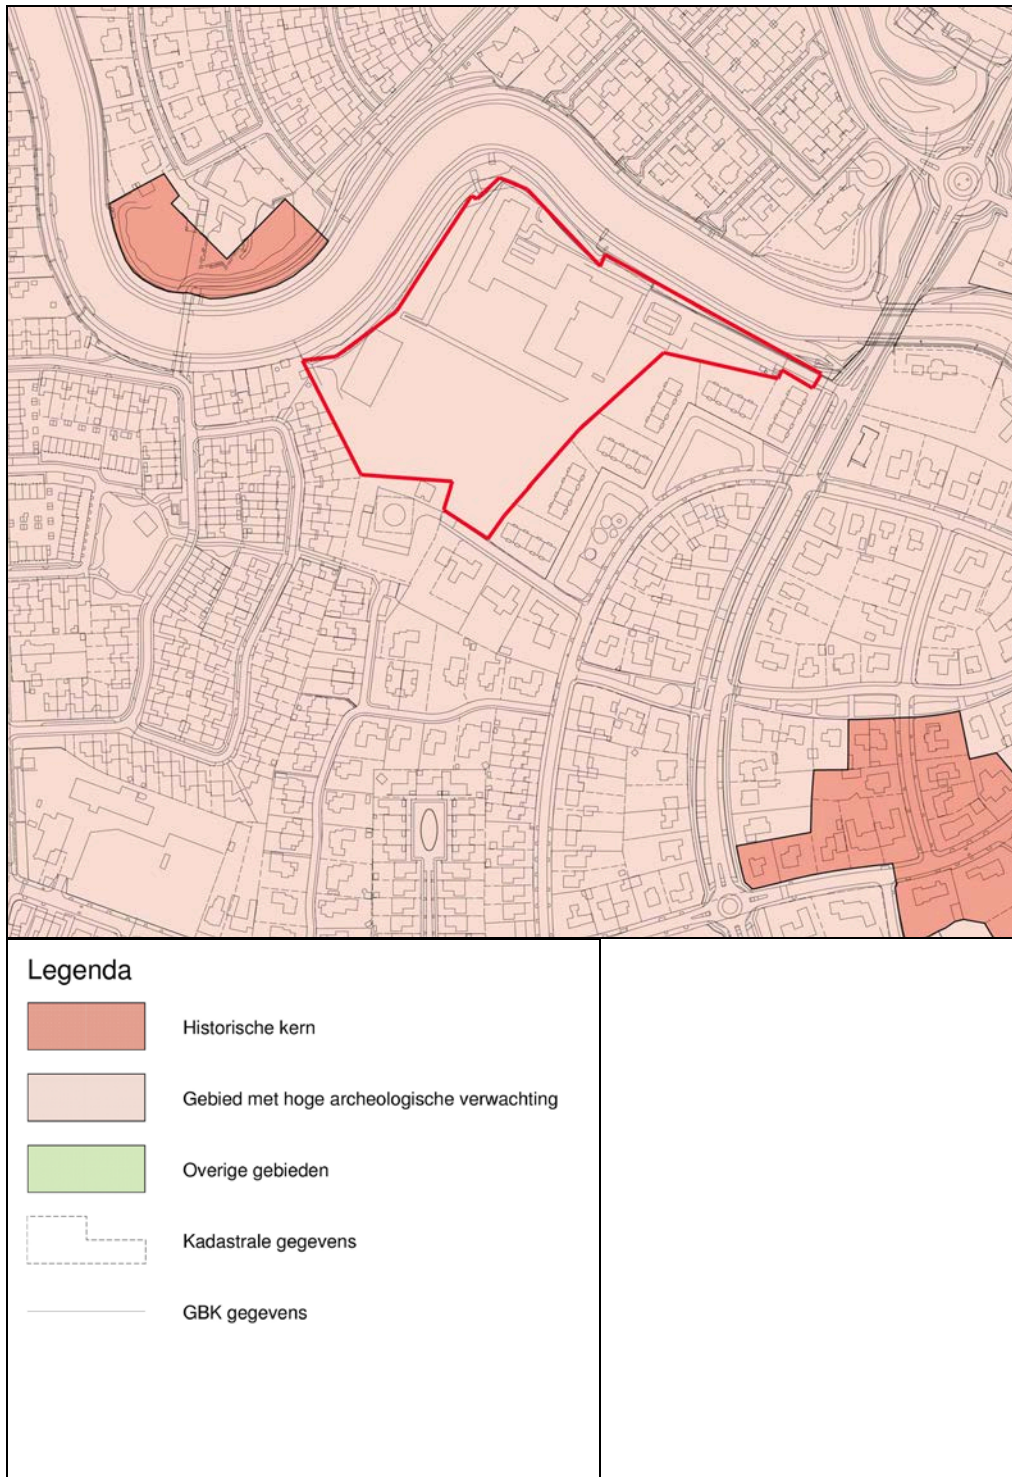 Legenda
Historische kern
Gebied met hoge archeologische verwachting
Overige gebieden
Kadastrale gegevens
GBK gegevens